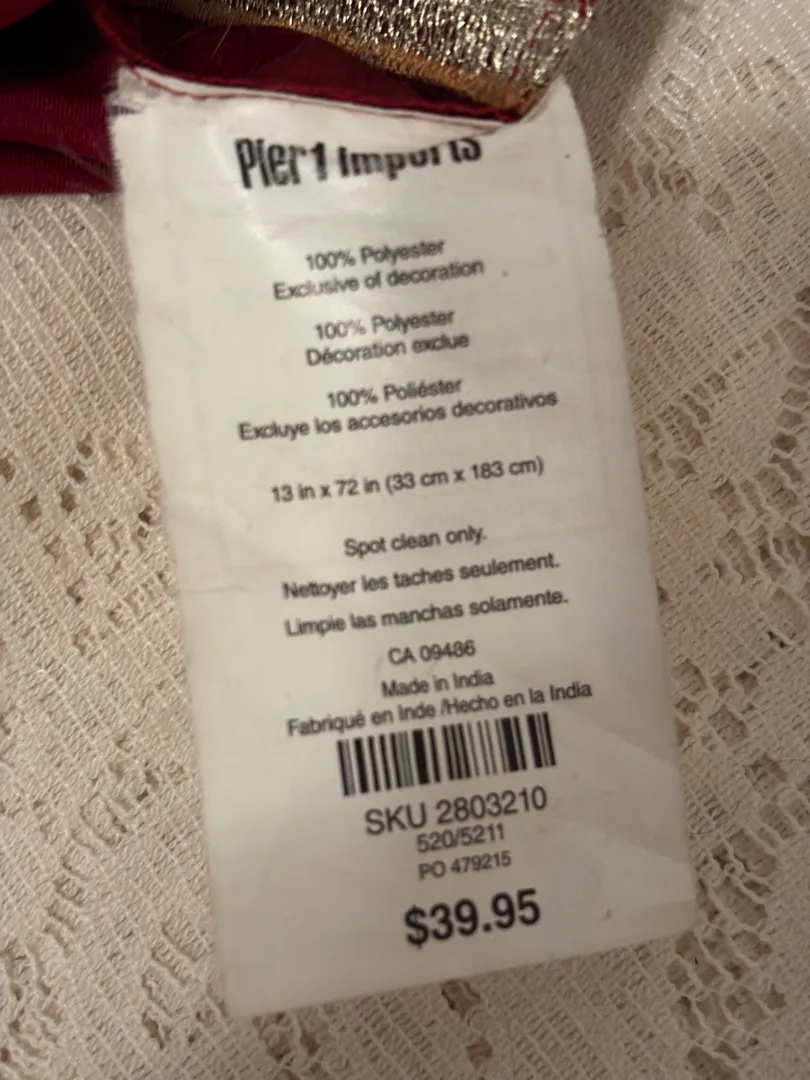 Pier 1 imports
100% Polyester
Exclusive of decoration
100% Polyester
Décoration exclue
100% Poliéster
Excluye los accesorios decorativos
13 in x 72 in (33 cm x 183 cm)
Spot clean only.
Nettoyer les taches seulement.
Limpie las manchas solamente.
CA 09486
Made in India
Fabriqué en Inde /Hecho en la India
SKU 2803210
520/5211
PO 479215
$39.95